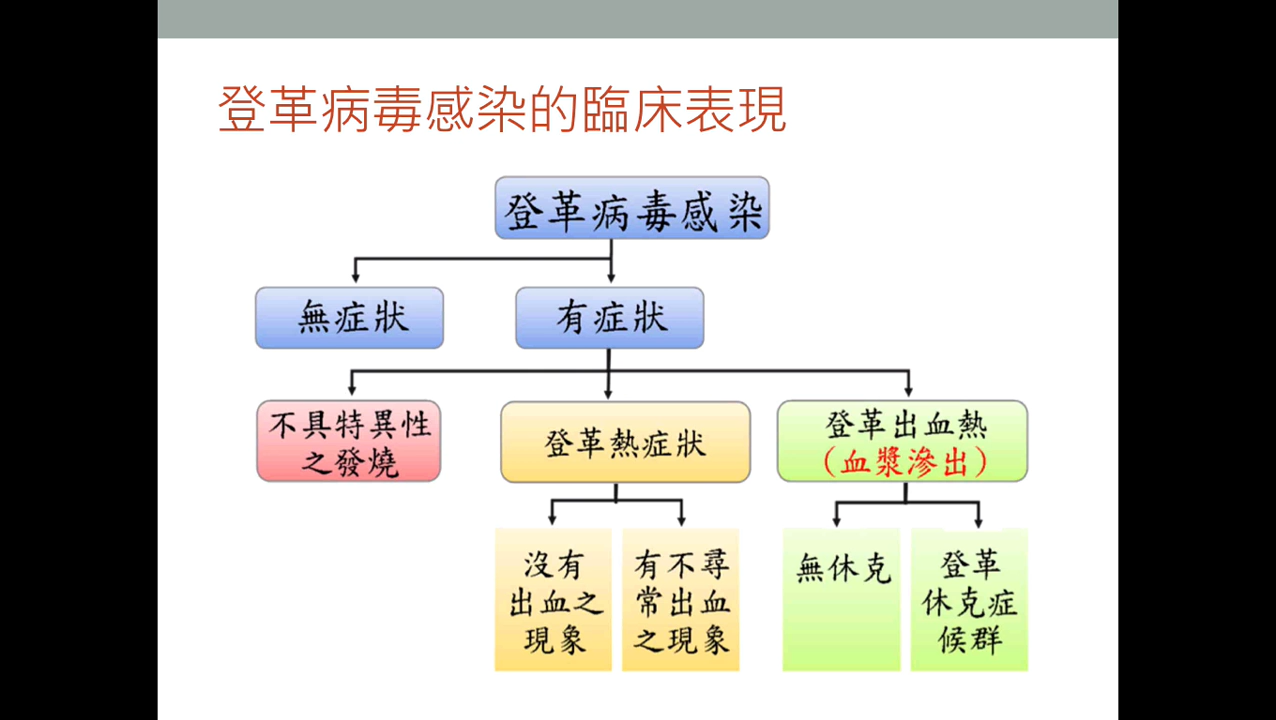 登革病毒感染的臨床表現
登革病毒感染
無症狀
有症狀
不具特異性
之發燒
登革熱症狀
登革出血熱
（血漿滲出）
沒有
出血之
現象
有不尋
常出血
之現象
無休克
登革
休克症
候群